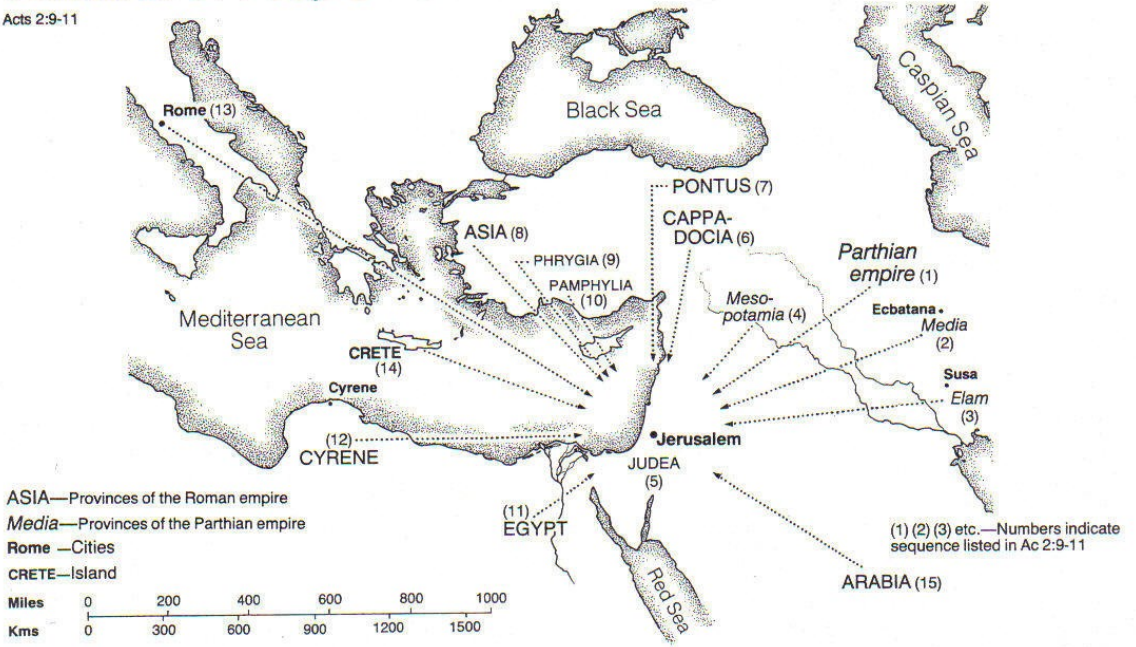 Acts 2:9-11
Rome (13)
Black Sea
Caspian Sea
PONTUS (7)
CAPPA-
DOCIA (6)
ASIA (8)
PHRYGIA (9)
PAMPHYLIA
(10)
Parthian
empire (1)
Meso-
potamia (4)
Ecbatana
Media
(2)
Mediterranean
Sea
CRETE
(14)
Susa
Elam
(3)
Cyrene
(12)
CYRENE
Jerusalem
JUDEA
(5)
(11)
EGYPT
Red Sea
ARABIA (15)
ASIA—Provinces of the Roman empire
Media—Provinces of the Parthian empire
Rome —Cities
CRETE—Island
(1) (2) (3) etc.—Numbers indicate
sequence listed in Ac 2:9-11
Miles 0 200 400 600 800 1000
Kms 0 300 600 900 1200 1500